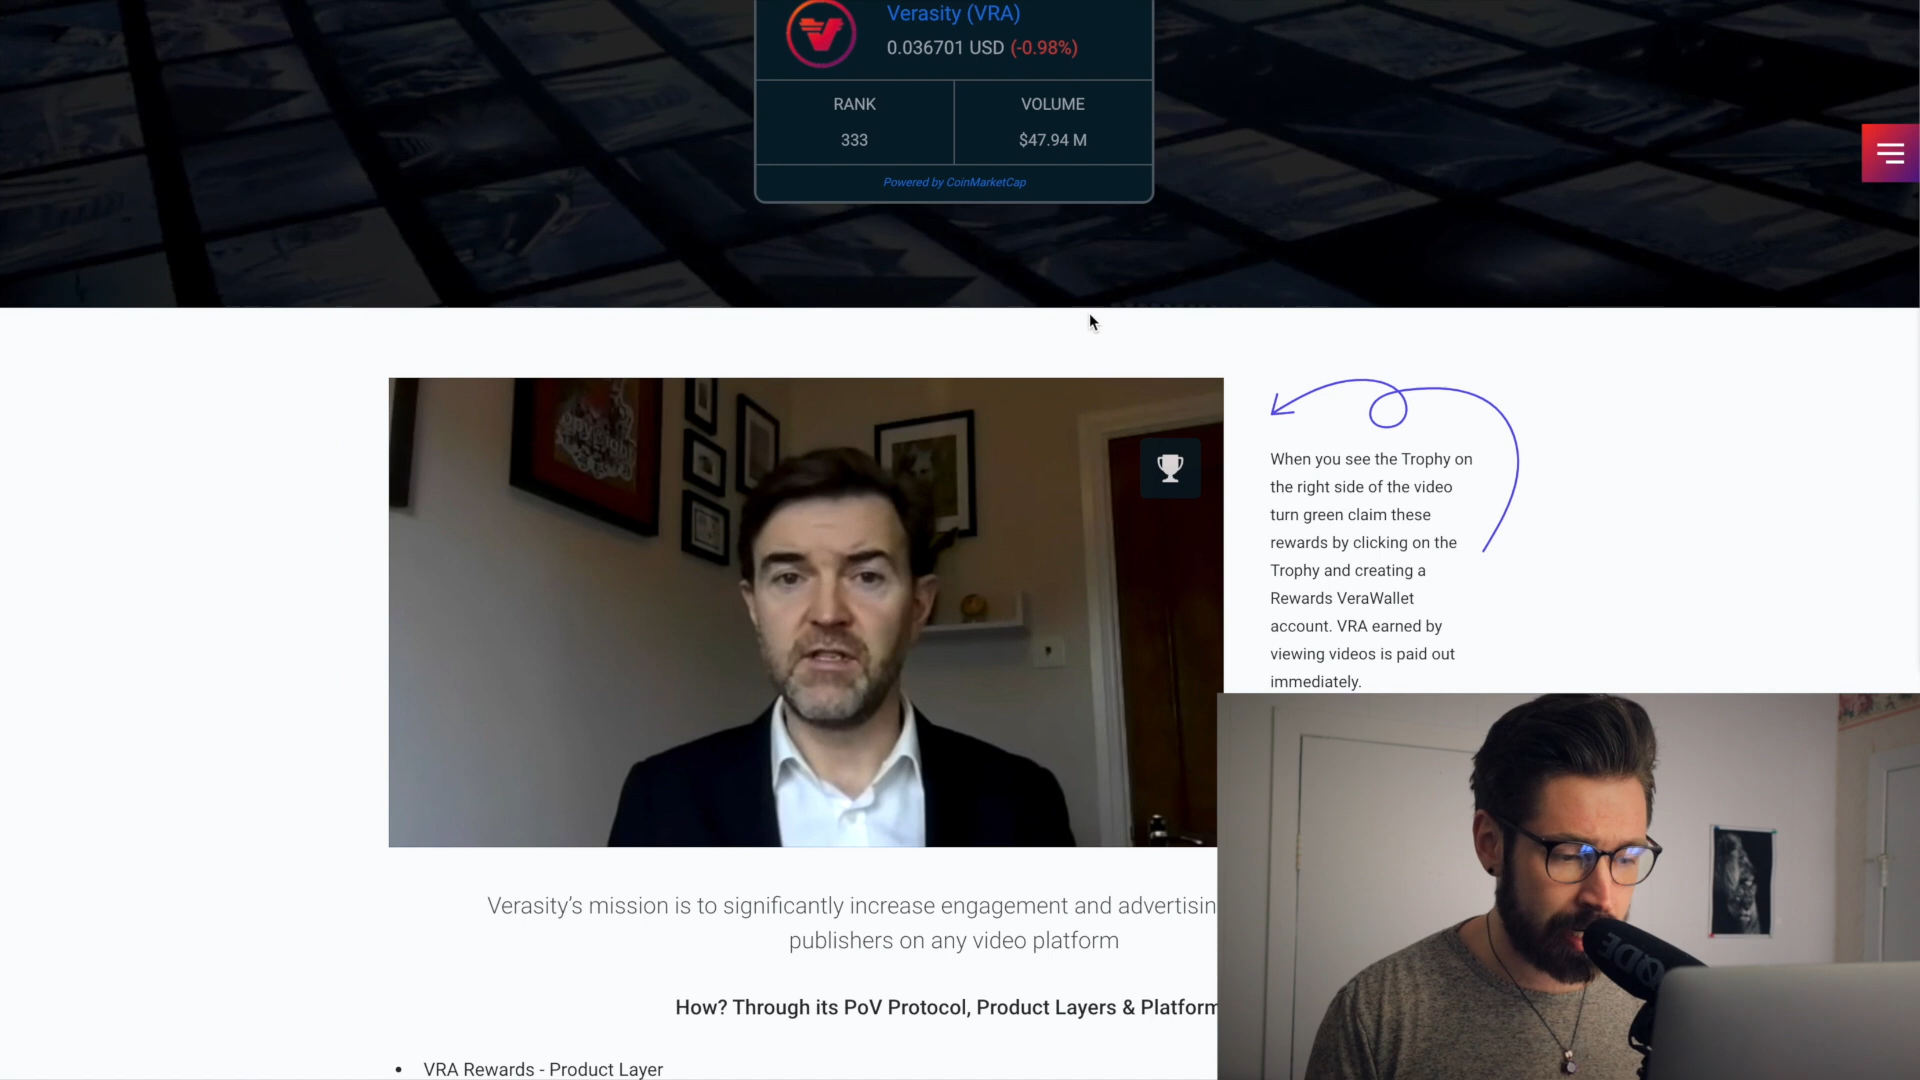 Verasity (VRA)
0.036701 USD (-0.98%)
RANK
VOLUME
333
$47.94 M
Powered by CoinMarketCap
When you see the Trophy on
the right side of the video
turn green claim these
rewards by clicking on the
Trophy and creating a
Rewards VeraWallet
account. VRA earned by
viewing videos is paid out
immediately.
Verasity’s mission is to significantly increase engagement and advertisin
publishers on any video platform
How? Through its PoV Protocol, Product Layers & Platform
• VRA Rewards - Product Layer